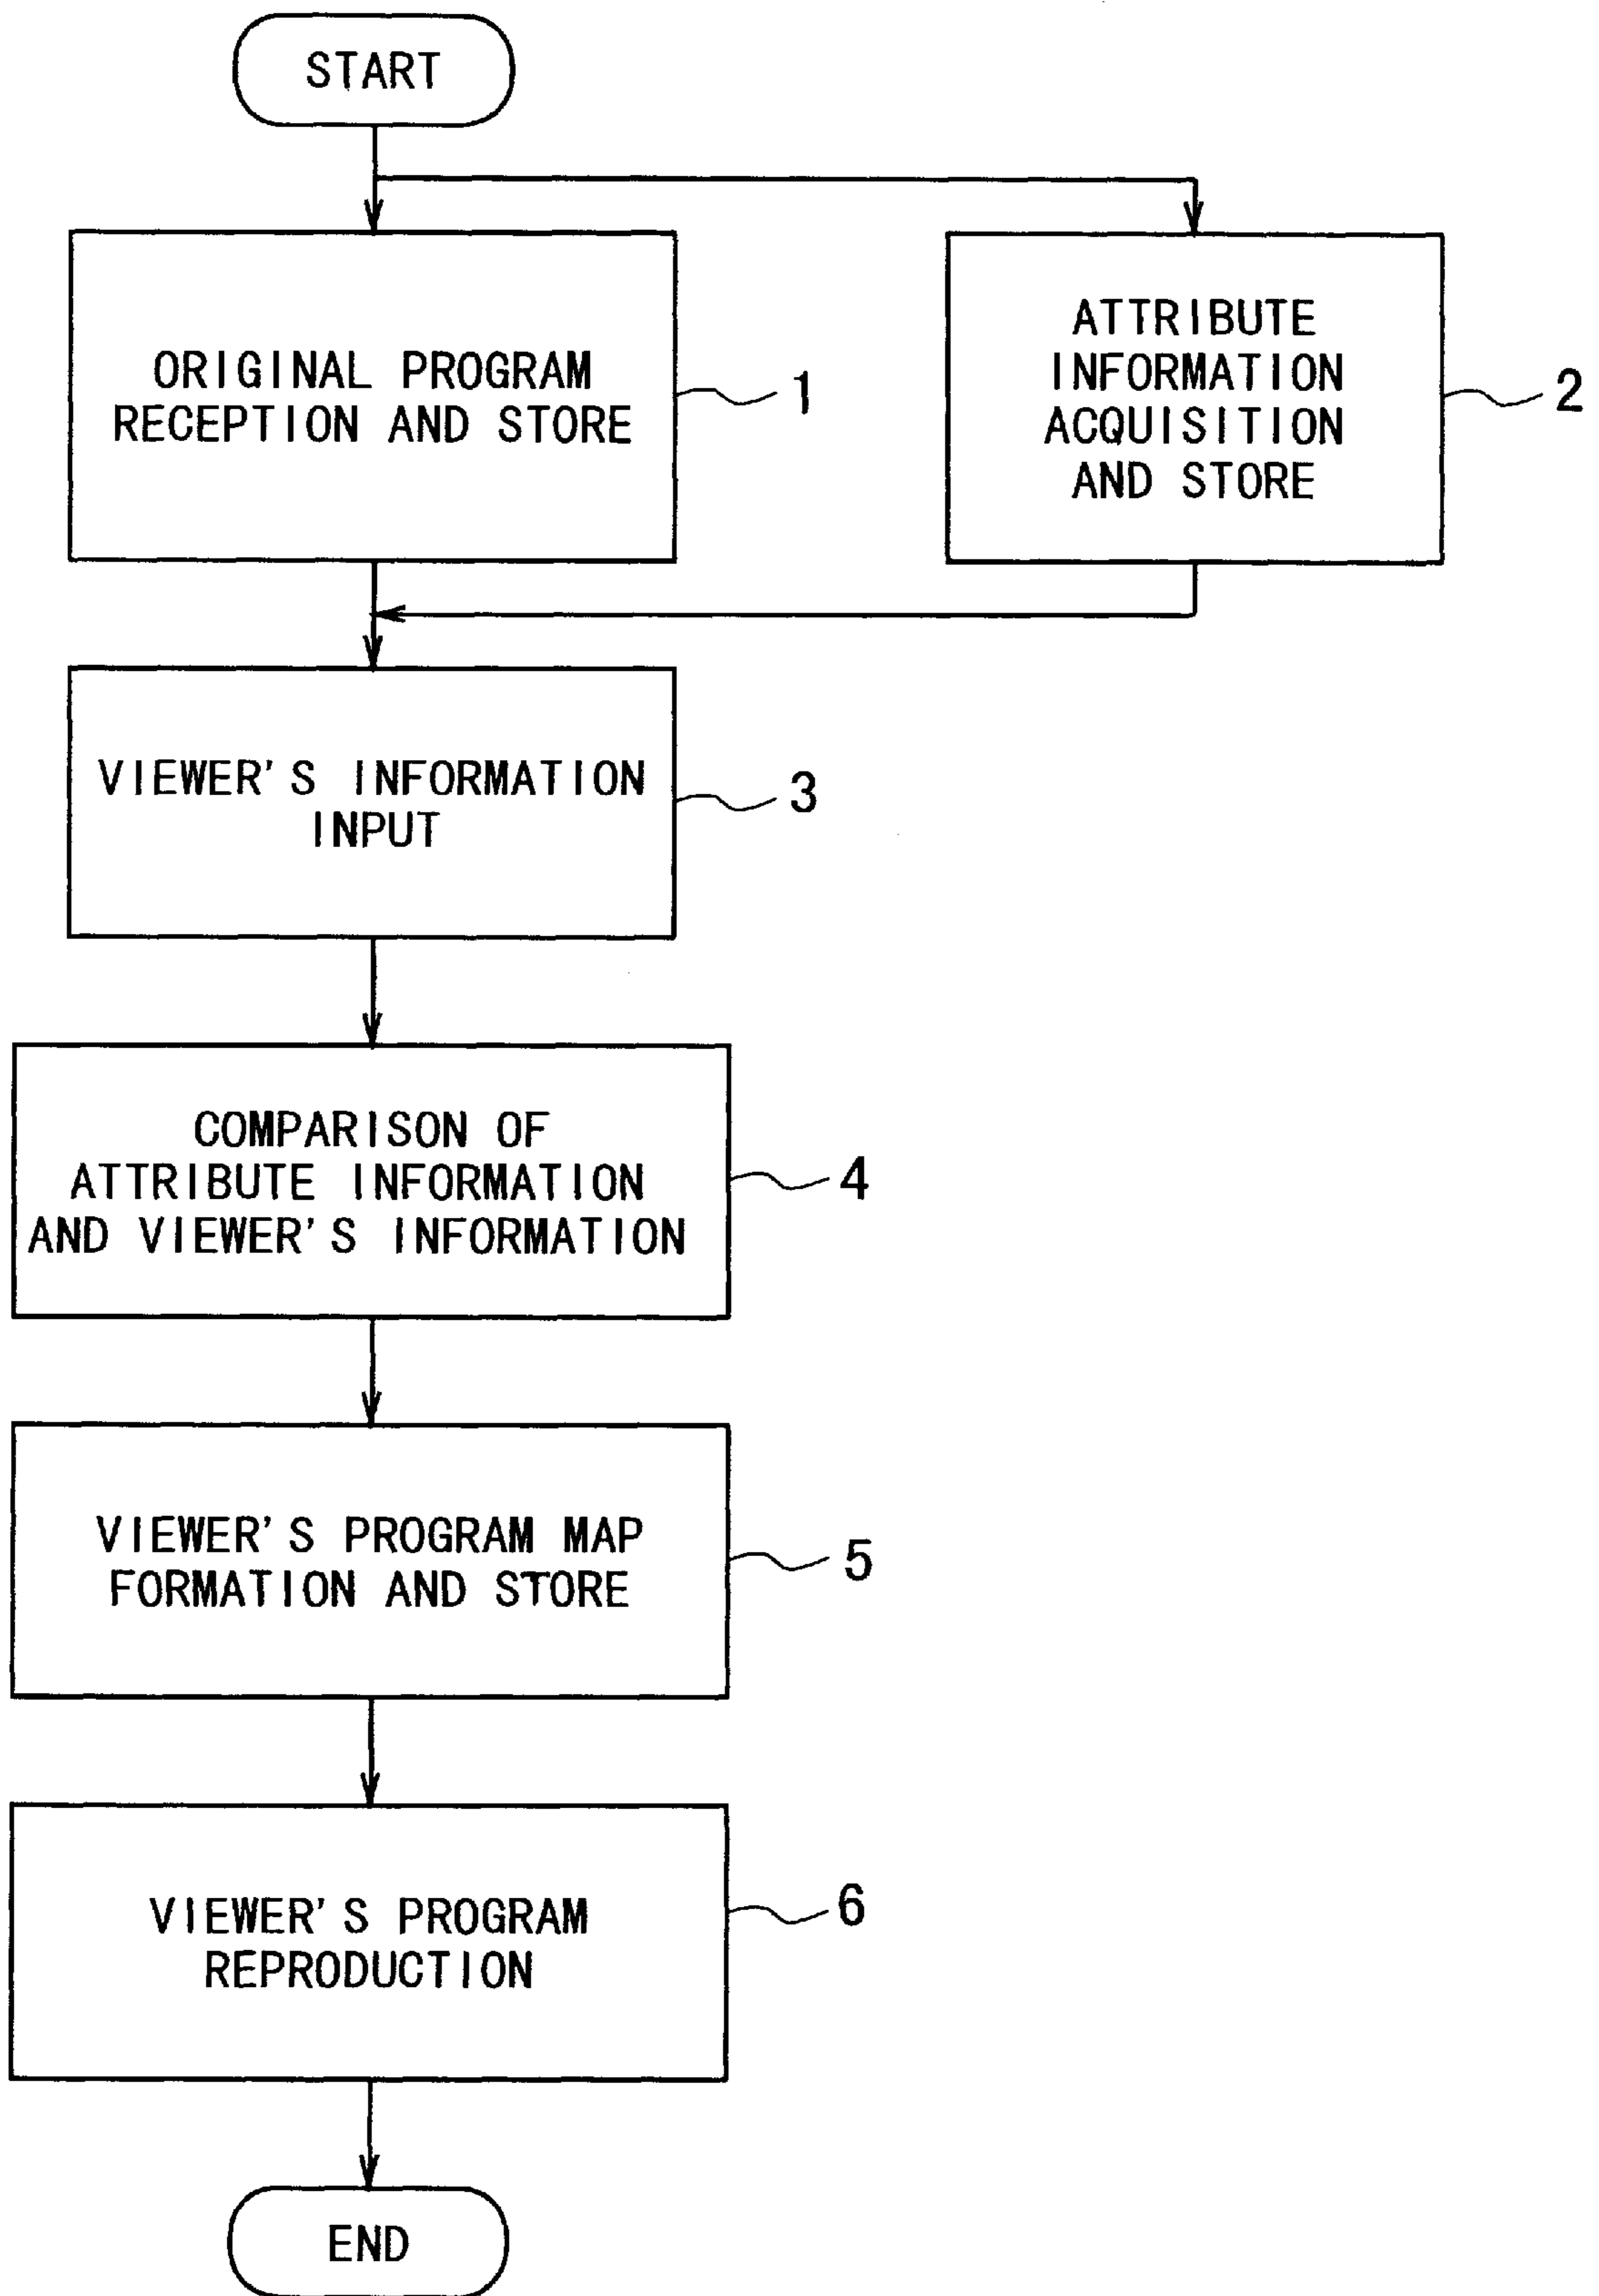 START
ORIGINAL PROGRAM
RECEPTION AND STORE
1
ATTRIBUTE
INFORMATION
ACQUISITION
AND STORE
2
VIEWER'S INFORMATION
INPUT
3
COMPARISON OF
ATTRIBUTE INFORMATION
AND VIEWER'S INFORMATION
4
VIEWER'S PROGRAM MAP
FORMATION AND STORE
5
VIEWER'S PROGRAM
REPRODUCTION
6
END